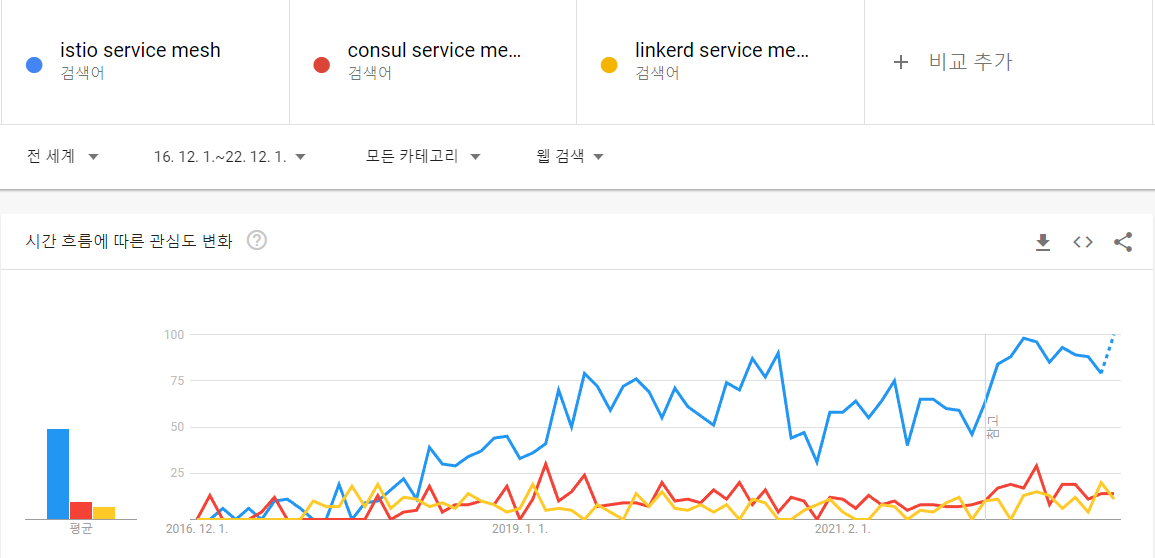 istio service mesh
검색어
consul service me...
검색어
linkerd service me...
검색어
+ 비교 추가
전 세계
16. 12. 1.~22. 12. 1.
모든 카테고리
웹 검색
시간 흐름에 따른 관심도 변화
?
100
75
50
25
참고
평균
2016. 12. 1.
2019. 1. 1.
2021. 2. 1.